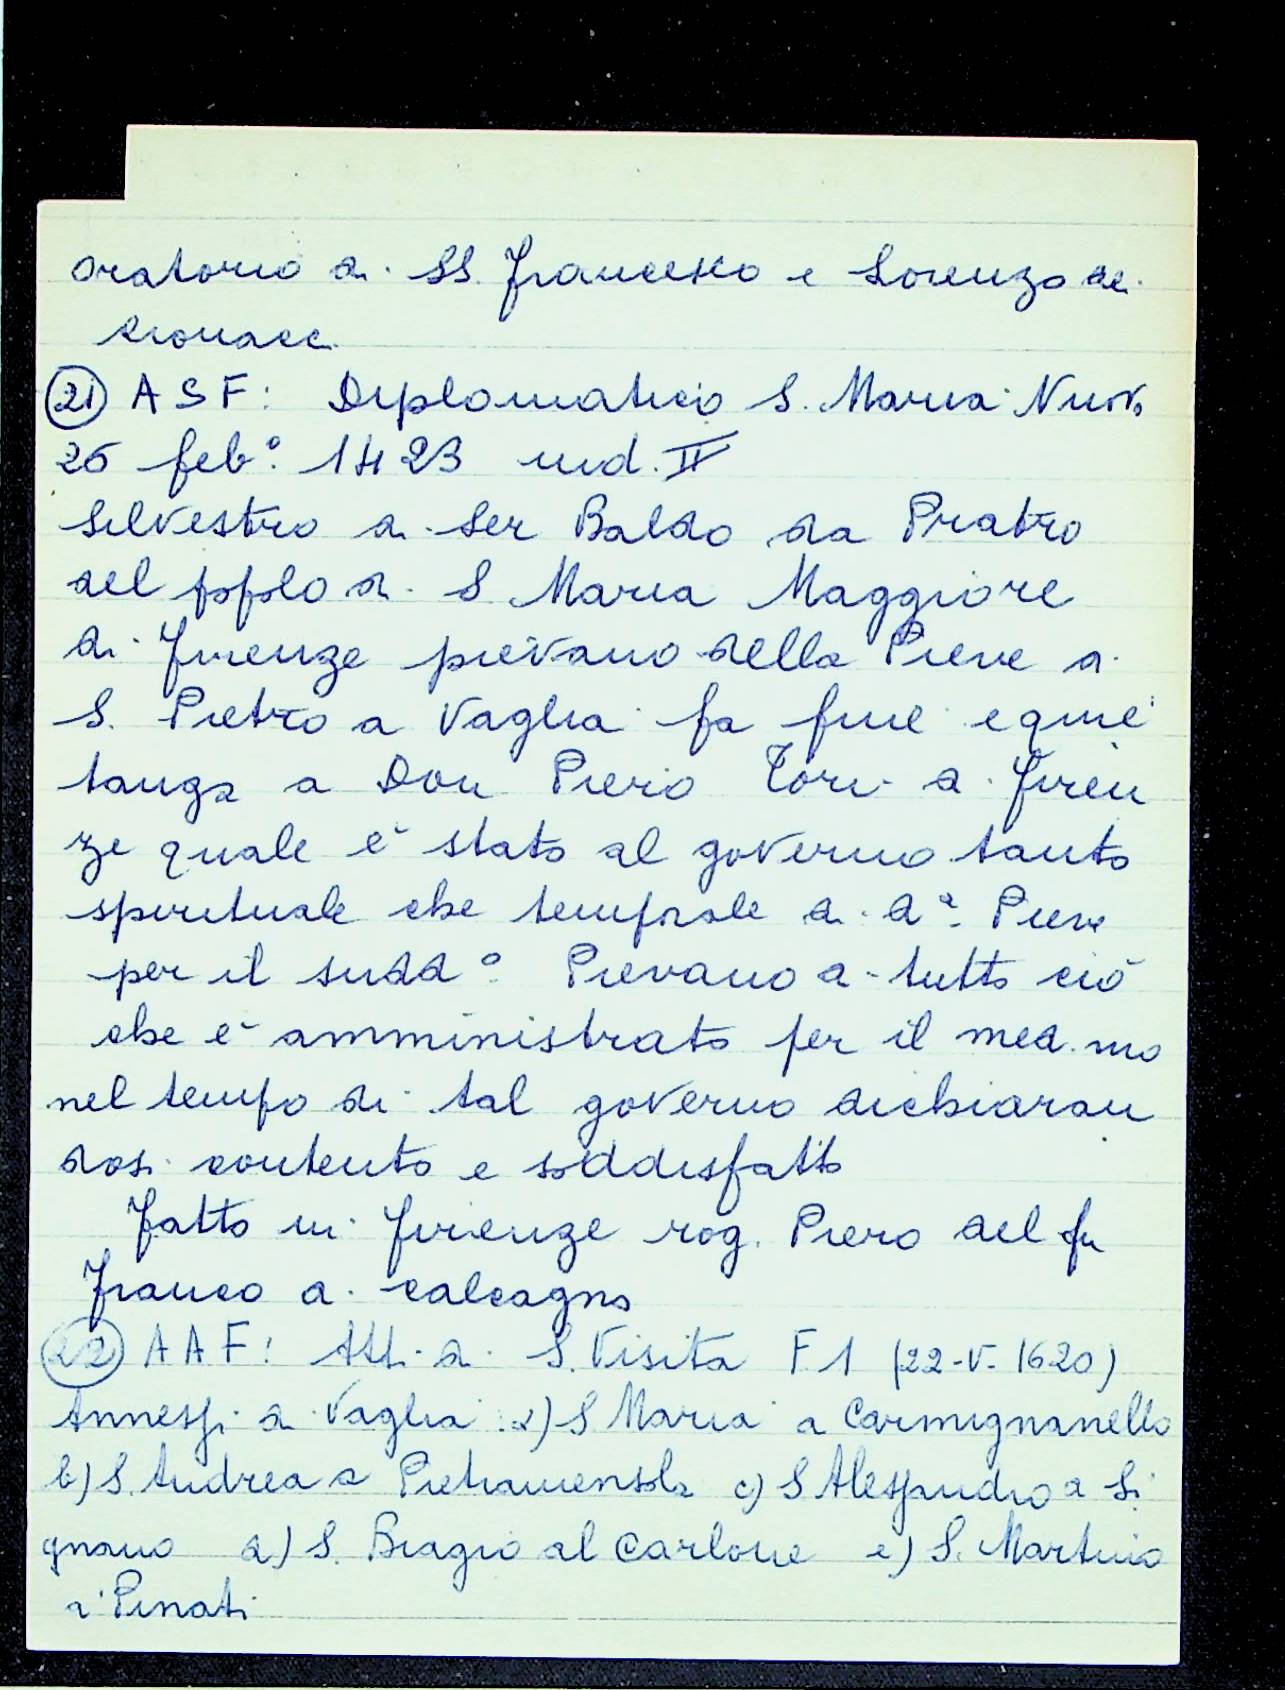 oratorio di SS. Francesco e Lorenzo dei
(21) ASF: Diplomatico S. Maria Nuova
26 feb.° 1423 ind. II
Silvestro di Ser Baldo da Prato
del popolo di S Maria Maggiore
di Firenze pievano della Pieve di
S. Pietro a Vaglia fa fine e quie
tanza a Don Piero Tori di Firen
ze quale è stato al governo tanto
spirituale che temporale di d.ª Pieve
per il sudd.° Pievano di tutto ciò
che è amministrato per il med.mo
nel tempo di tal governo dichiaran
dosi contento e soddisfatto
Fatto in Firenze rog. Piero del fu
Franco di Calcagno
(22) AAF: Atti di S. Visita F 1 (22-V-1620)
Annessi a Vaglia: a) S Maria a Carmignanello
b) S. Andrea a Pietramensola c) S Alessandro a Si
gnano d) S. Biagio al Carlone e) S. Martino
a Pinati